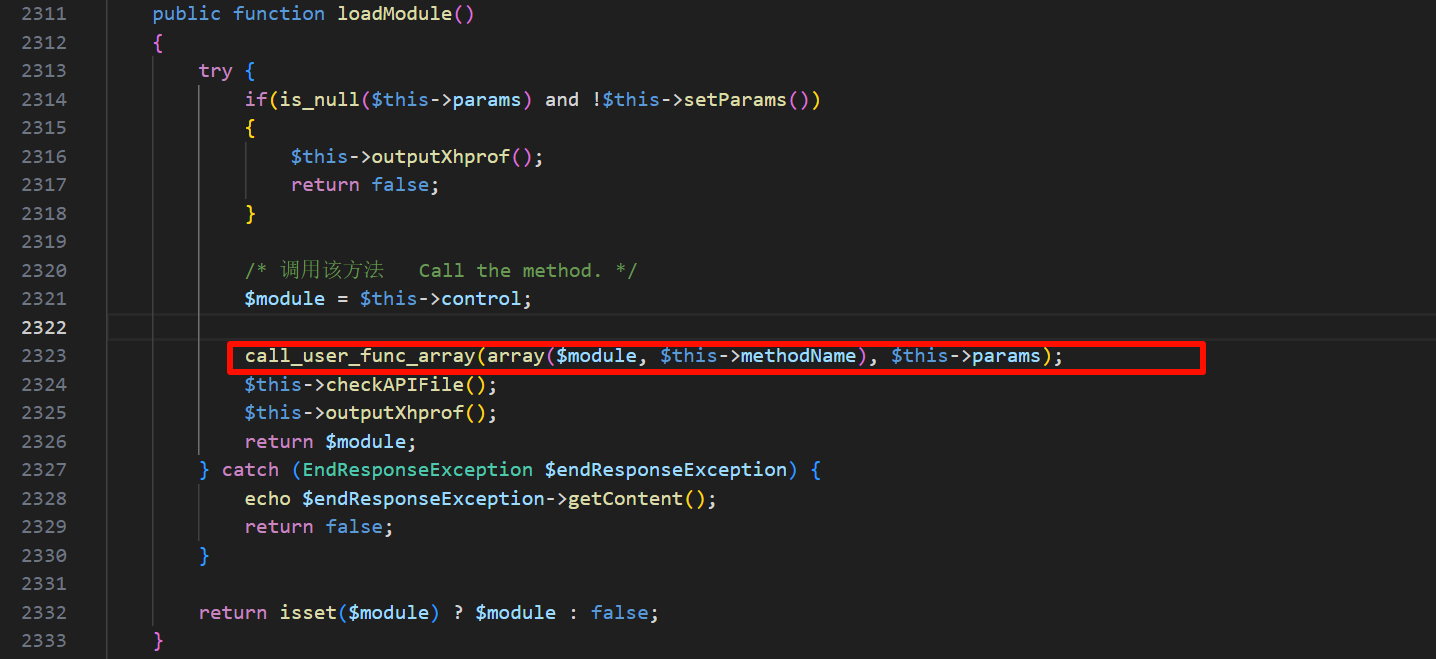 2311 public function loadModule()
2312 {
2313 try {
2314 if(is_null($this->params) and !$this->setParams())
2315 {
2316 $this->outputXhprof();
2317 return false;
2318 }
2319
2320 /* 调用该方法 Call the method. */
2321 $module = $this->control;
2322
2323 call_user_func_array(array($module, $this->methodName), $this->params);
2324 $this->checkAPIFile();
2325 $this->outputXhprof();
2326 return $module;
2327 } catch (EndResponseException $endResponseException) {
2328 echo $endResponseException->getContent();
2329 return false;
2330 }
2331
2332 return isset($module) ? $module : false;
2333 }